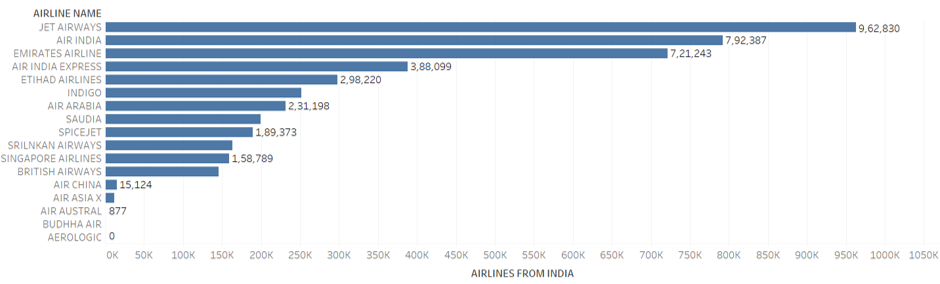 AIRLINE NAME
JET AIRWAYS 9,62,830
AIR INDIA 7,92,387
EMIRATES AIRLINE 7,21,243
AIR INDIA EXPRESS 3,88,099
ETIHAD AIRLINES 2,98,220
INDIGO
AIR ARABIA 2,31,198
SAUDIA
SPICEJET 1,89,373
SRILNKAN AIRWAYS
SINGAPORE AIRLINES 1,58,789
BRITISH AIRWAYS
AIR CHINA 15,124
AIR ASIA X
AIR AUSTRAL 877
BUDHHA AIR
AEROLOGIC 0
0K 50K 100K 150K 200K 250K 300K 350K 400K 450K 500K 550K 600K 650K 700K 750K 800K 850K 900K 950K 1000K 1050K
AIRLINES FROM INDIA